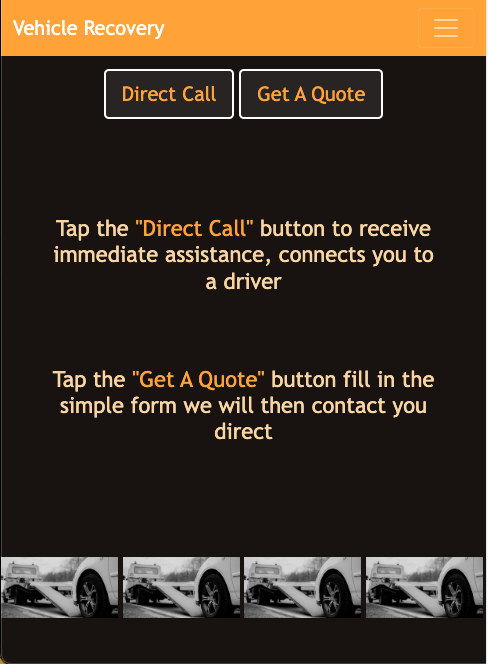 Vehicle Recovery
Direct Call
Get A Quote
Tap the "Direct Call" button to receive
immediate assistance, connects you to
a driver
Tap the "Get A Quote" button fill in the
simple form we will then contact you
direct